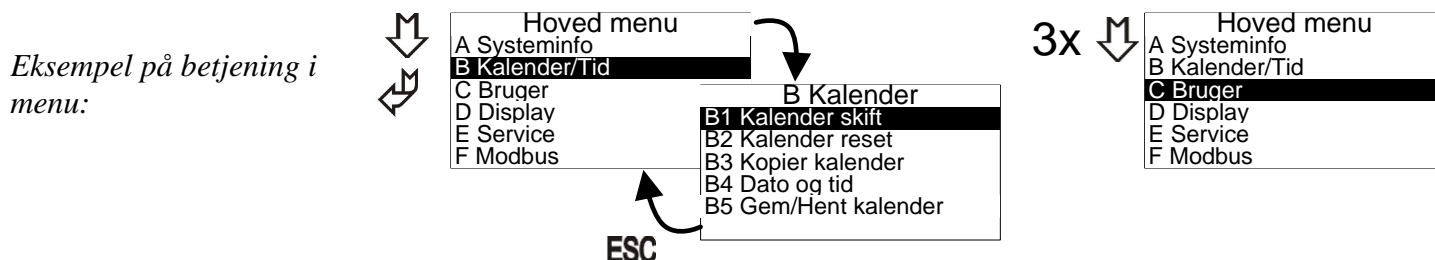 Eksempel på betjening i
menu:
Hoved menu
A Systeminfo
B Kalender/Tid
C Bruger
D Display
E Service
F Modbus
B Kalender
B1 Kalender skift
B2 Kalender reset
B3 Kopier kalender
B4 Dato og tid
B5 Gem/Hent kalender
ESC
3x
Hoved menu
A Systeminfo
B Kalender/Tid
C Bruger
D Display
E Service
F Modbus